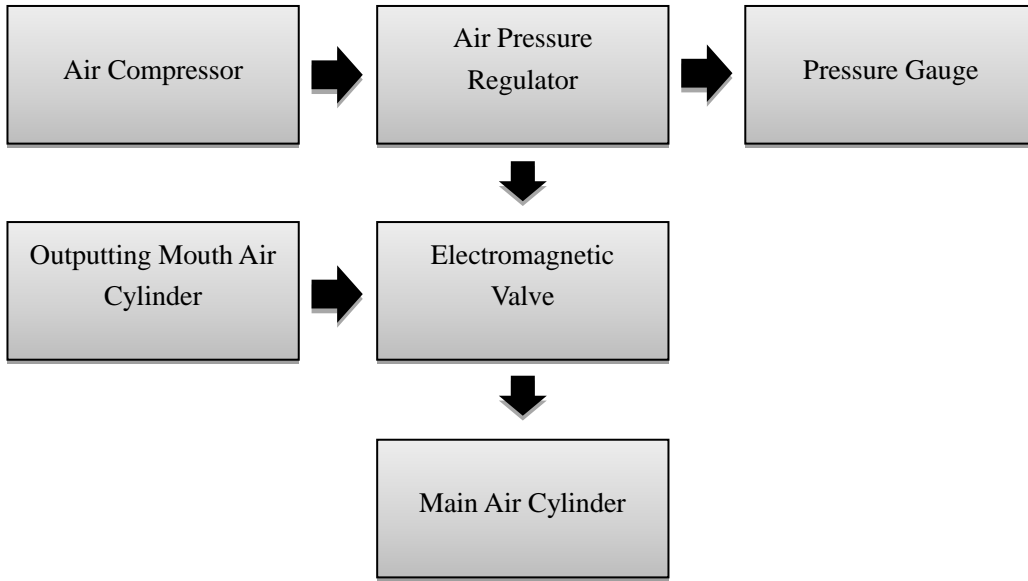 Air Compressor
Air Pressure
Regulator
Pressure Gauge
Outputting Mouth Air
Cylinder
Electromagnetic
Valve
Main Air Cylinder